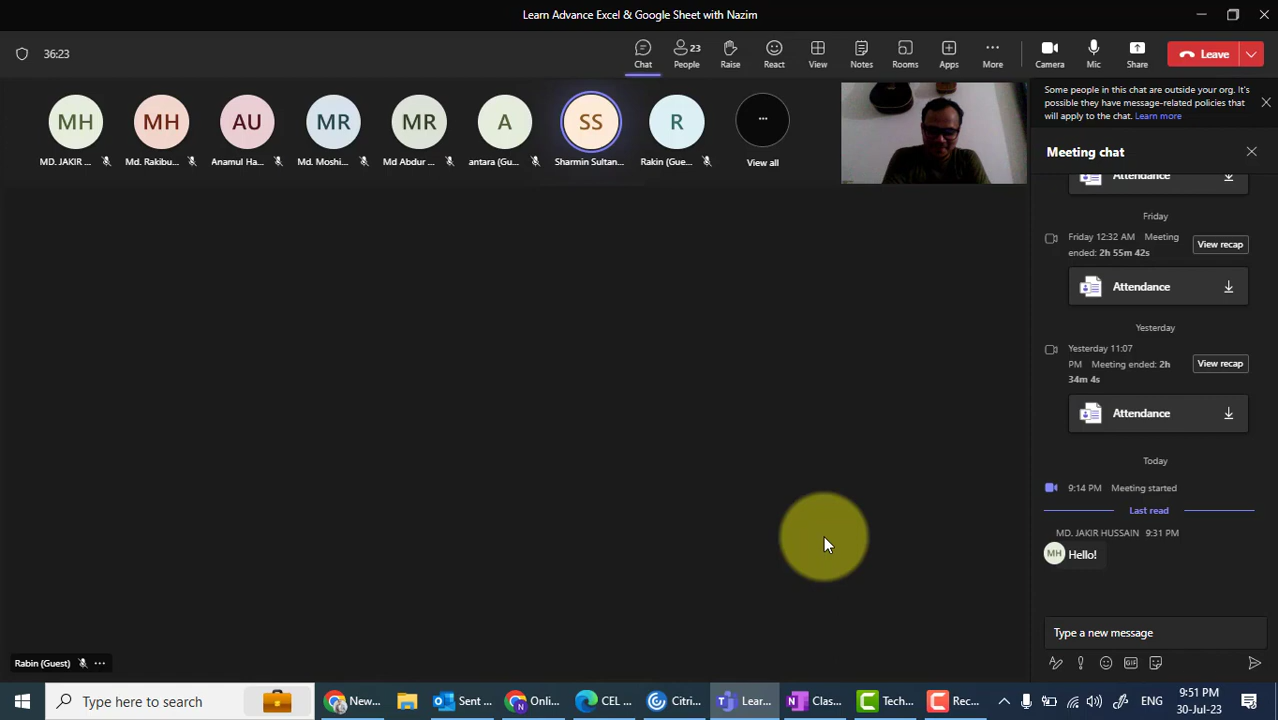 Learn Advance Excel & Google Sheet with Nazim
36:23
Chat
People
23
Raise
React
View
Notes
Rooms
Apps
More
Camera
Mic
Share
Leave
MH
MH
AU
MR
MR
A
SS
R
MD. JAKIR ...
Md. Rakibu...
Anamul Ha...
Md. Moshi...
Md Abdur ...
antara (Gu...
Sharmin Sultan...
Rakin (Gue...
View all
Some people in this chat are outside your org. It's
possible they have message-related policies that
will apply to the chat. Learn more
Meeting chat
Attendance
Friday
Friday 12:32 AM Meeting
ended: 2h 55m 42s
View recap
Attendance
Yesterday
Yesterday 11:07
PM Meeting ended: 2h
34m 4s
View recap
Attendance
Today
9:14 PM Meeting started
Last read
MD. JAKIR HUSSAIN 9:31 PM
MH
Hello!
Type a new message
GIF
Rabin (Guest)
Type here to search
New...
Sent ...
Onli...
CEL ...
Citri...
Lear...
Clas...
Tech...
Rec...
ENG
9:51 PM
30-Jul-23